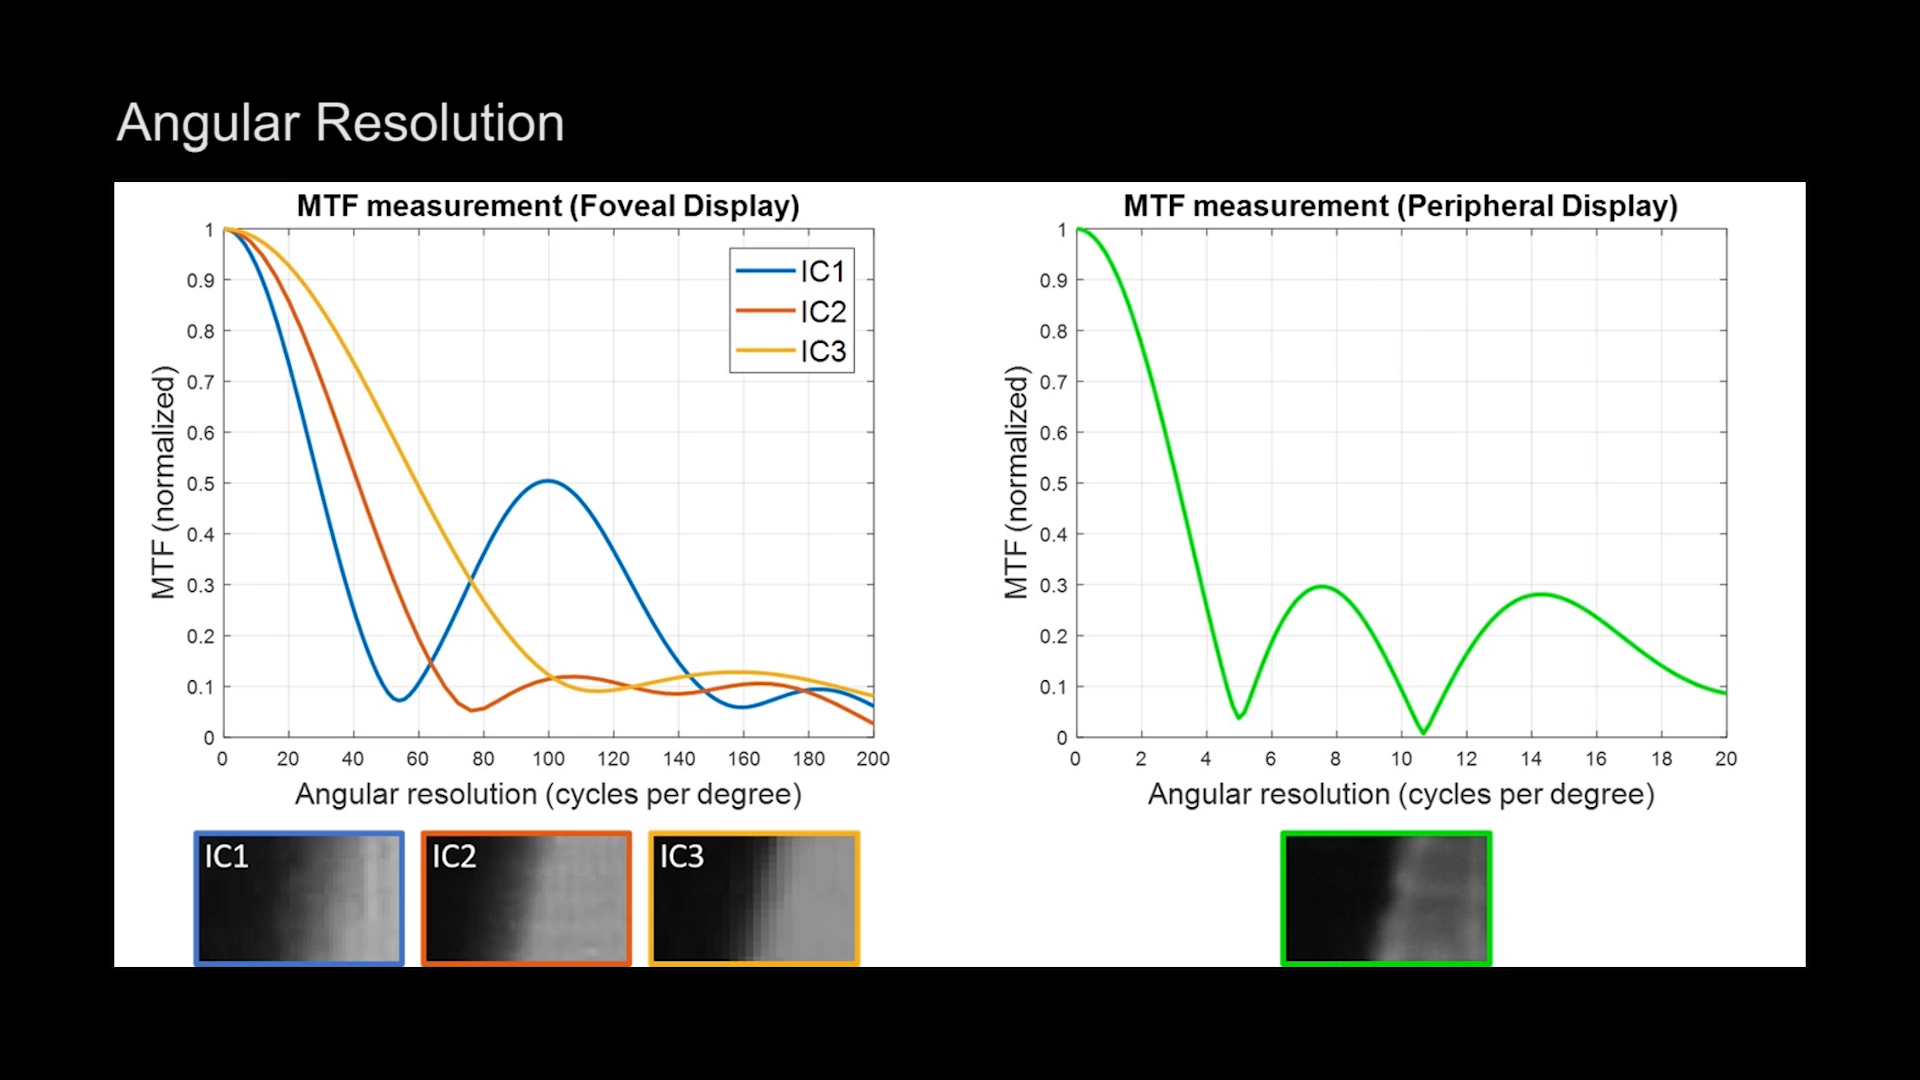 Angular Resolution
MTF measurement (Foveal Display)
1
0.9
0.8
0.7
0.6
0.5
0.4
0.3
0.2
0.1
0
MTF (normalized)
IC1
IC2
IC3
0 20 40 60 80 100 120 140 160 180 200
Angular resolution (cycles per degree)
IC1
IC2
IC3
MTF measurement (Peripheral Display)
1
0.9
0.8
0.7
0.6
0.5
0.4
0.3
0.2
0.1
0
MTF (normalized)
0 2 4 6 8 10 12 14 16 18 20
Angular resolution (cycles per degree)